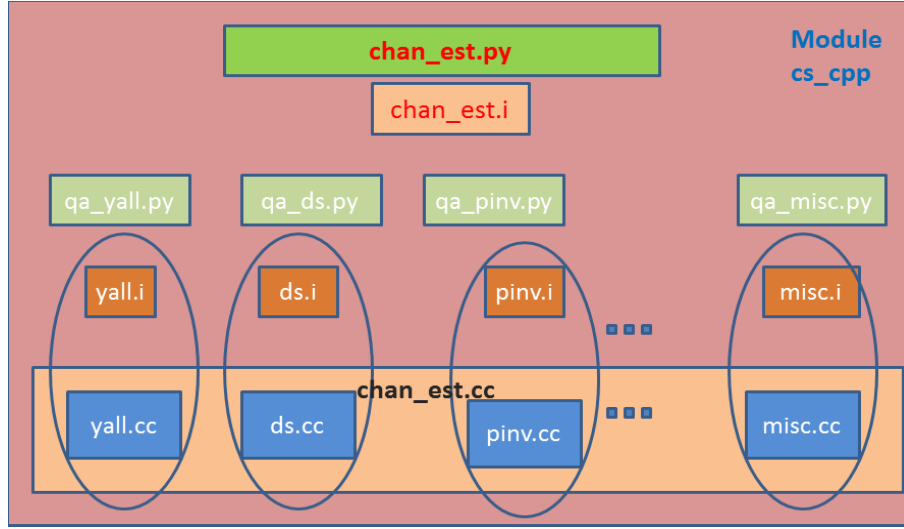 chan_est.py
Module
cs_cpp
chan_est.i
qa_yall.py
qa_ds.py
qa_pinv.py
qa_misc.py
yall.i
ds.i
pinv.i
misc.i
chan_est.cc
yall.cc
ds.cc
pinv.cc
misc.cc